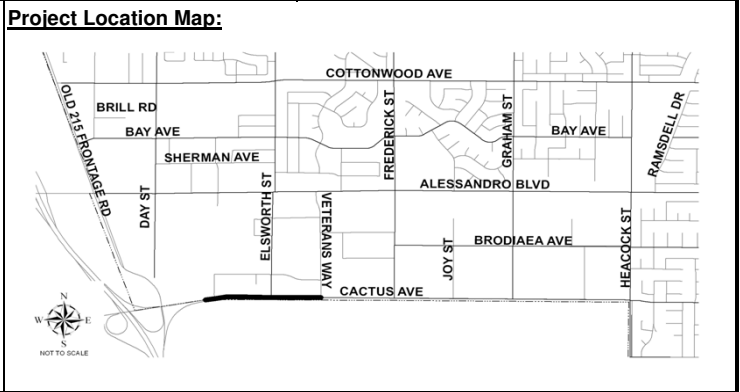 Project Location Map:
COTTONWOOD AVE
OLD 215 FRONTAGE RD
BRILL RD
BAY AVE
SHERMAN AVE
FREDERICK ST
GRAHAM ST
BAY AVE
RAMSDELL DR
ALESSANDRO BLVD
DAY ST
ELSWORTH ST
VETERANS WAY
JOY ST
BRODIAEA AVE
HEACOCK ST
CACTUS AVE
N
W E
S
NOT TO SCALE